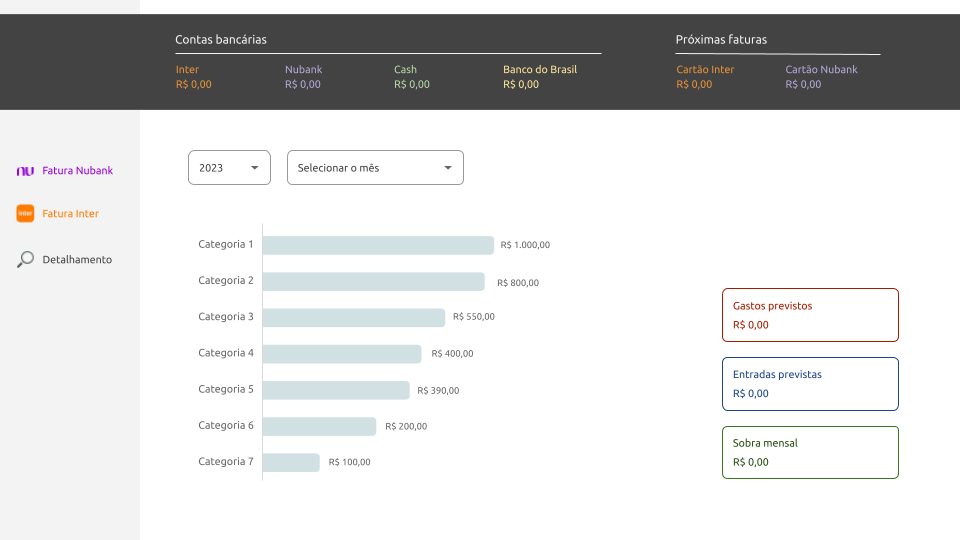 Contas bancárias
Próximas faturas
Inter
Nubank
Cash
Banco do Brasil
Cartão Inter
Cartão Nubank
R$ 0,00
R$ 0,00
R$ 0,00
R$ 0,00
R$ 0,00
R$ 0,00
nu Fatura Nubank
inter Fatura Inter
Detalhamento
2023
Selecionar o mês
Categoria 1 R$ 1.000,00
Categoria 2 R$ 800,00
Categoria 3 R$ 550,00
Categoria 4 R$ 400,00
Categoria 5 R$ 390,00
Categoria 6 R$ 200,00
Categoria 7 R$ 100,00
Gastos previstos
R$ 0,00
Entradas previstas
R$ 0,00
Sobra mensal
R$ 0,00